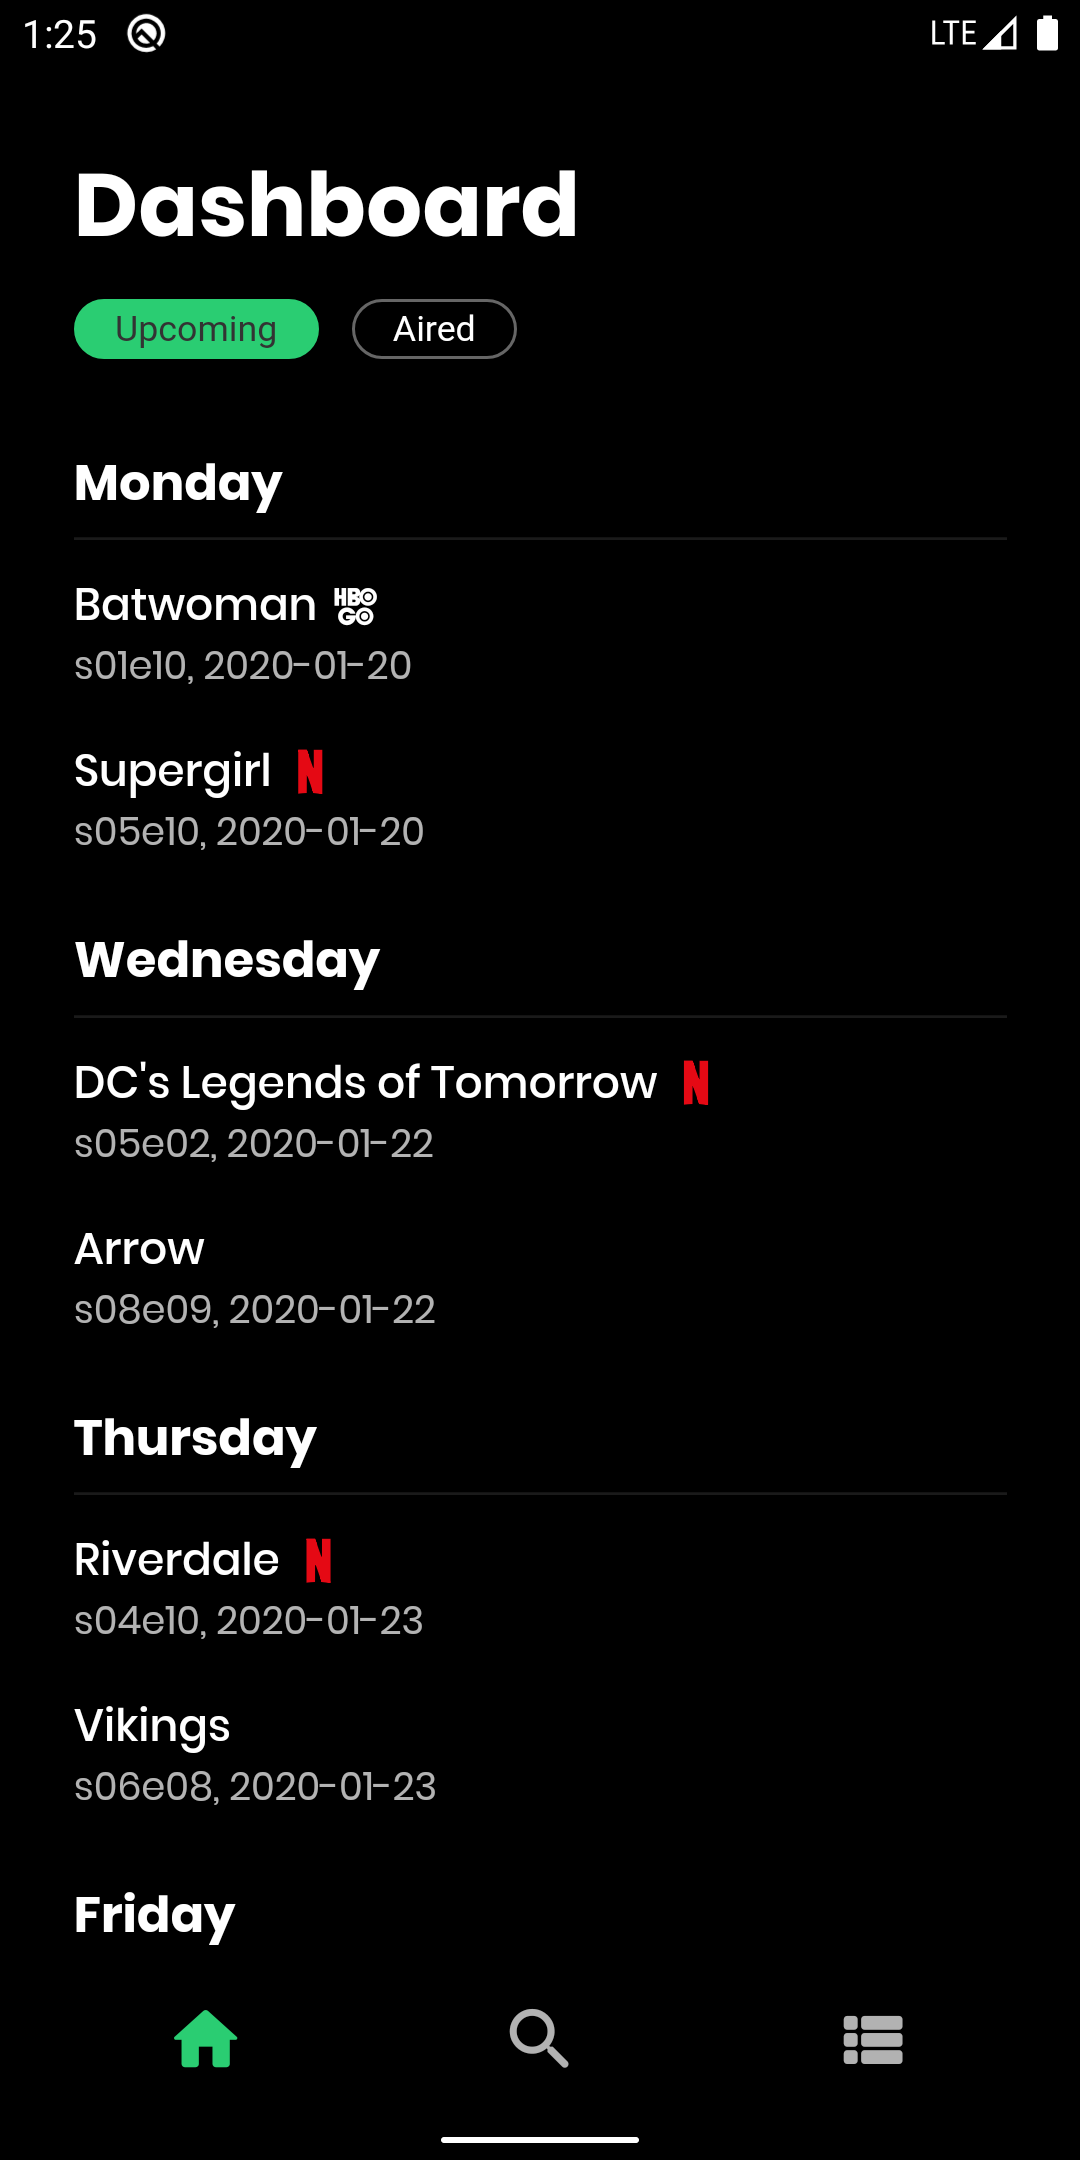 1:25
LTE
Dashboard
Upcoming
Aired
Monday
Batwoman HBO GO
s01e10, 2020-01-20
Supergirl N
s05e10, 2020-01-20
Wednesday
DC's Legends of Tomorrow N
s05e02, 2020-01-22
Arrow
s08e09, 2020-01-22
Thursday
Riverdale N
s04e10, 2020-01-23
Vikings
s06e08, 2020-01-23
Friday